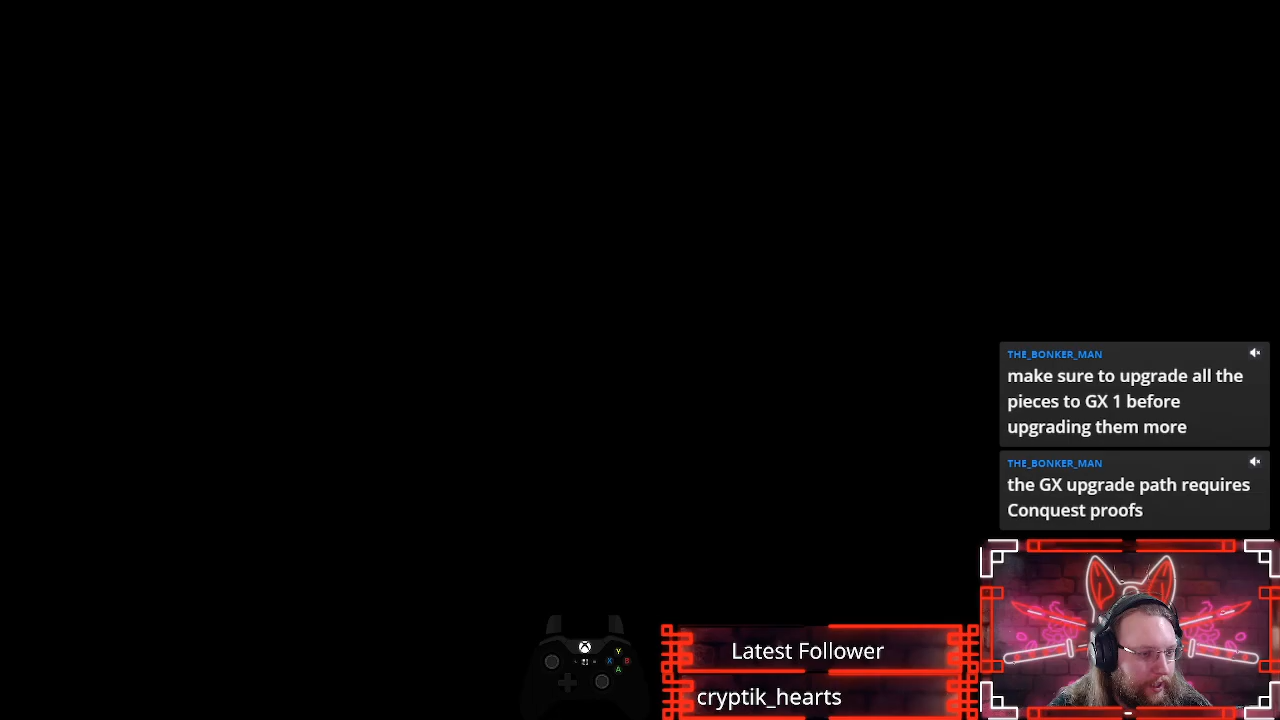 THE_BONKER_MAN
make sure to upgrade all the
pieces to GX 1 before
upgrading them more
THE_BONKER_MAN
the GX upgrade path requires
Conquest proofs
Y
X
B
A
Latest Follower
cryptik_hearts